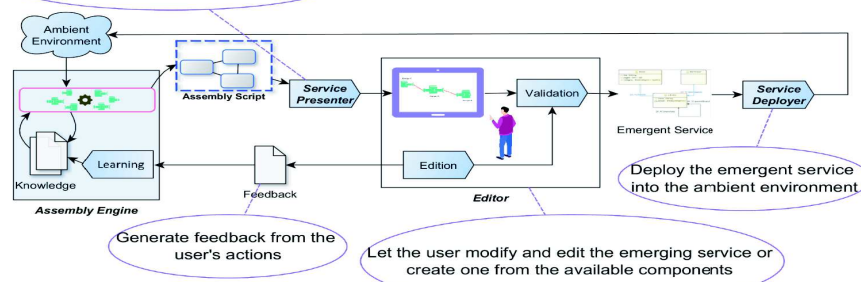 Ambient
Environment
Assembly Script
Service
Presenter
Validation
Emergent Service
Service
Deployer
Knowledge
Learning
Feedback
Edition
Assembly Engine
Editor
Deploy the emergent service
into the ambient environment
Generate feedback from the
user's actions
Let the user modify and edit the emerging service or
create one from the available components